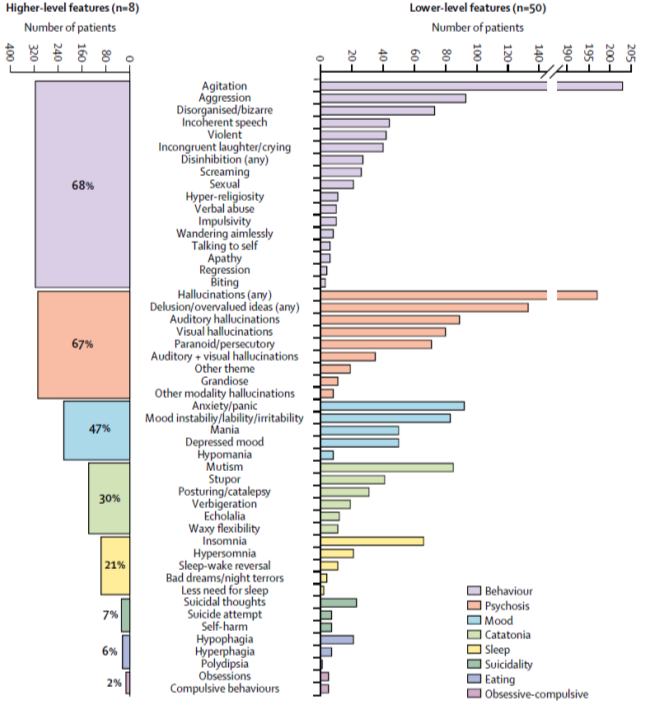 Higher-level features (n=8)
Number of patients
400 320 240 160 80 0
Lower-level features (n=50)
Number of patients
0 20 40 60 80 100 120 140 190 195 200 205
Agitation
Aggression
Disorganised/bizarre
Incoherent speech
Violent
Incongruent laughter/crying
Disinhibition (any)
Screaming
Sexual
Hyper-religiosity
Verbal abuse
Impulsivity
Wandering aimlessly
Talking to self
Apathy
Regression
Biting
68%
Hallucinations (any)
Delusion/overvalued ideas (any)
Auditory hallucinations
Visual hallucinations
Paranoid/persecutory
Auditory + visual hallucinations
Other theme
Grandiose
Other modality hallucinations
67%
Anxiety/panic
Mood instabiliy/lability/irritability
Mania
Depressed mood
Hypomania
47%
Mutism
Stupor
Posturing/catalepsy
Verbigeration
Echolalia
Waxy flexibility
30%
Insomnia
Hypersomnia
Sleep-wake reversal
Bad dreams/night terrors
Less need for sleep
21%
Suicidal thoughts
Suicide attempt
Self-harm
7%
Hypophagia
Hyperphagia
Polydipsia
6%
Obsessions
Compulsive behaviours
2%
Behaviour
Psychosis
Mood
Catatonia
Sleep
Suicidality
Eating
Obsessive-compulsive